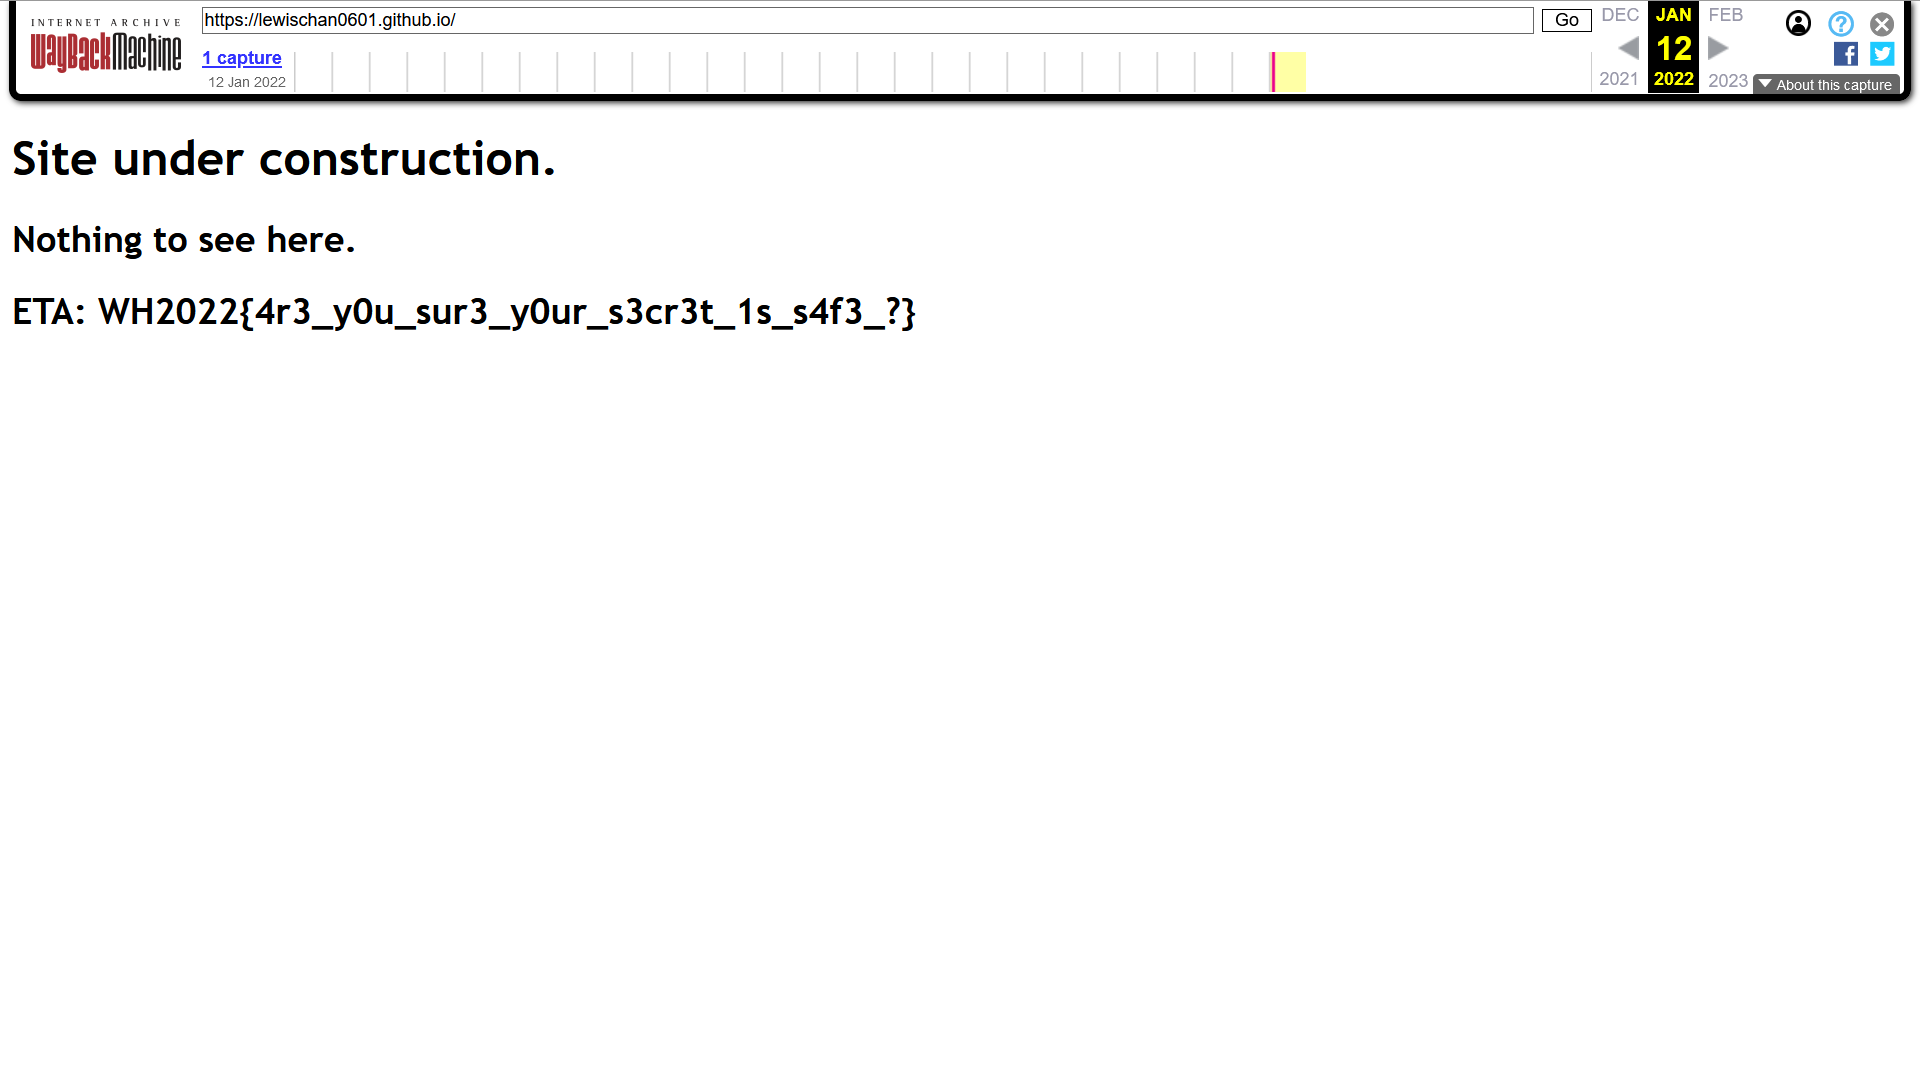 INTERNET ARCHIVE
WayBackMachine
https://lewischan0601.github.io/
Go
DEC
JAN
FEB
1 capture
12
12 Jan 2022
2021
2022
2023
About this capture
Site under construction.
Nothing to see here.
ETA: WH2022{4r3_y0u_sur3_y0ur_s3cr3t_1s_s4f3_?}